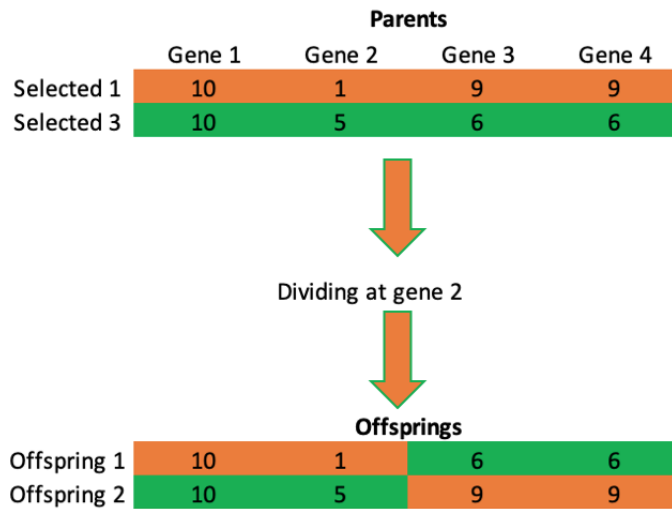 Parents
Gene 1 Gene 2 Gene 3 Gene 4
Selected 1 10 1 9 9
Selected 3 10 5 6 6
Dividing at gene 2
Offsprings
Offspring 1 10 1 6 6
Offspring 2 10 5 9 9